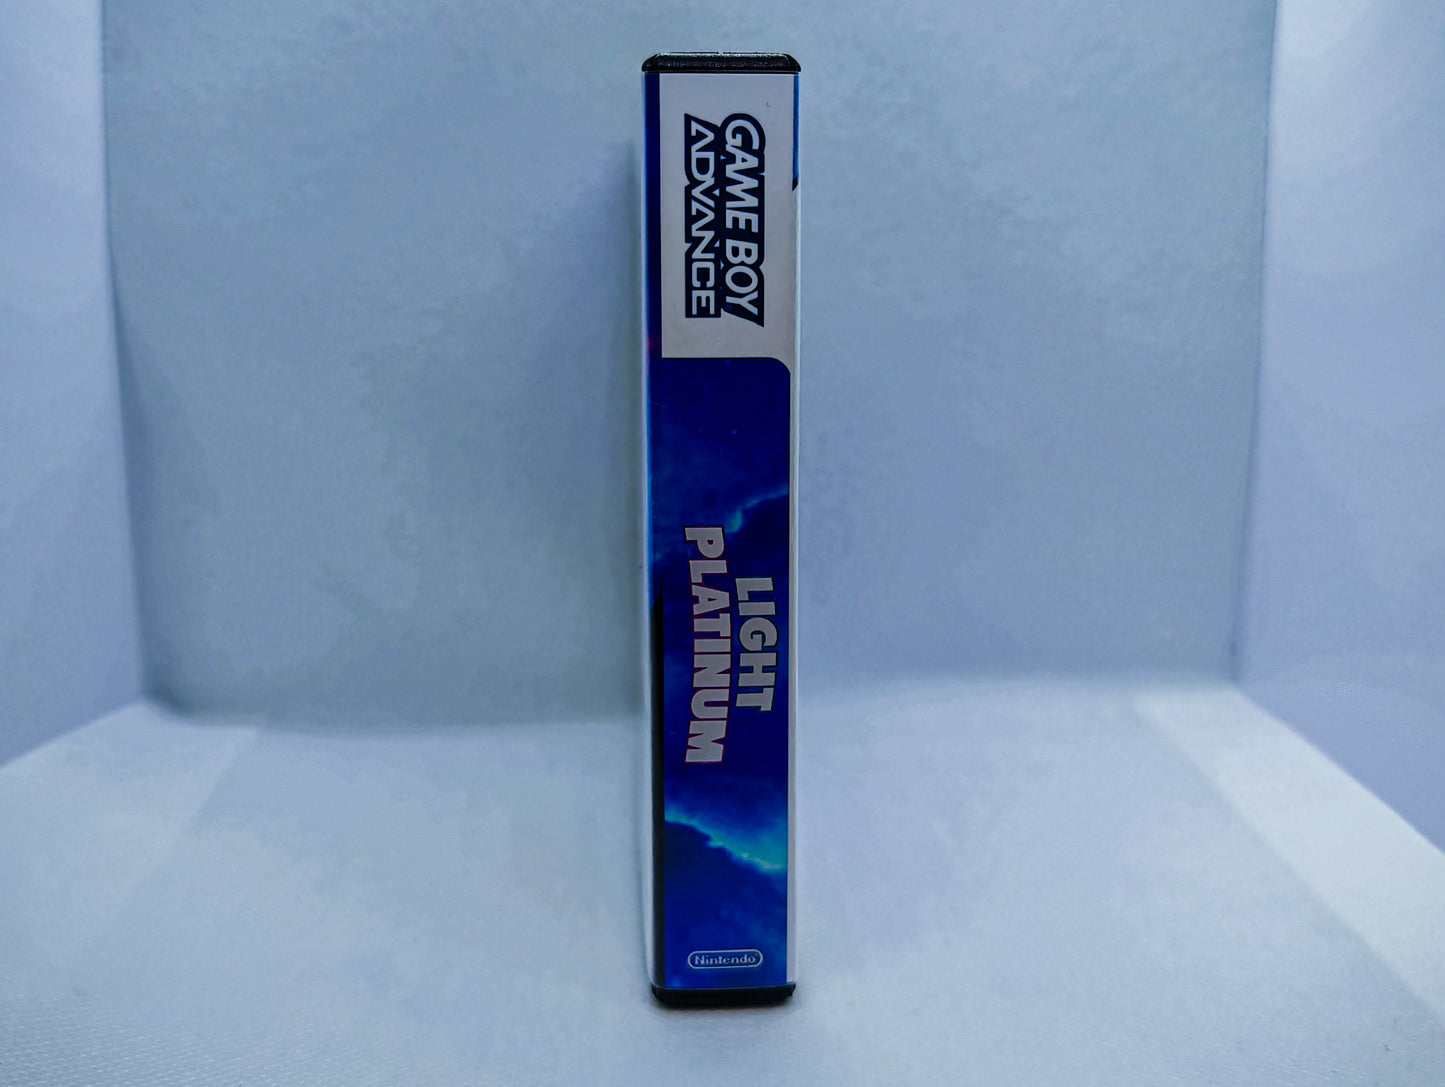 GAME BOY
ADVANCE
LIGHT
PLATINUM
Nintendo